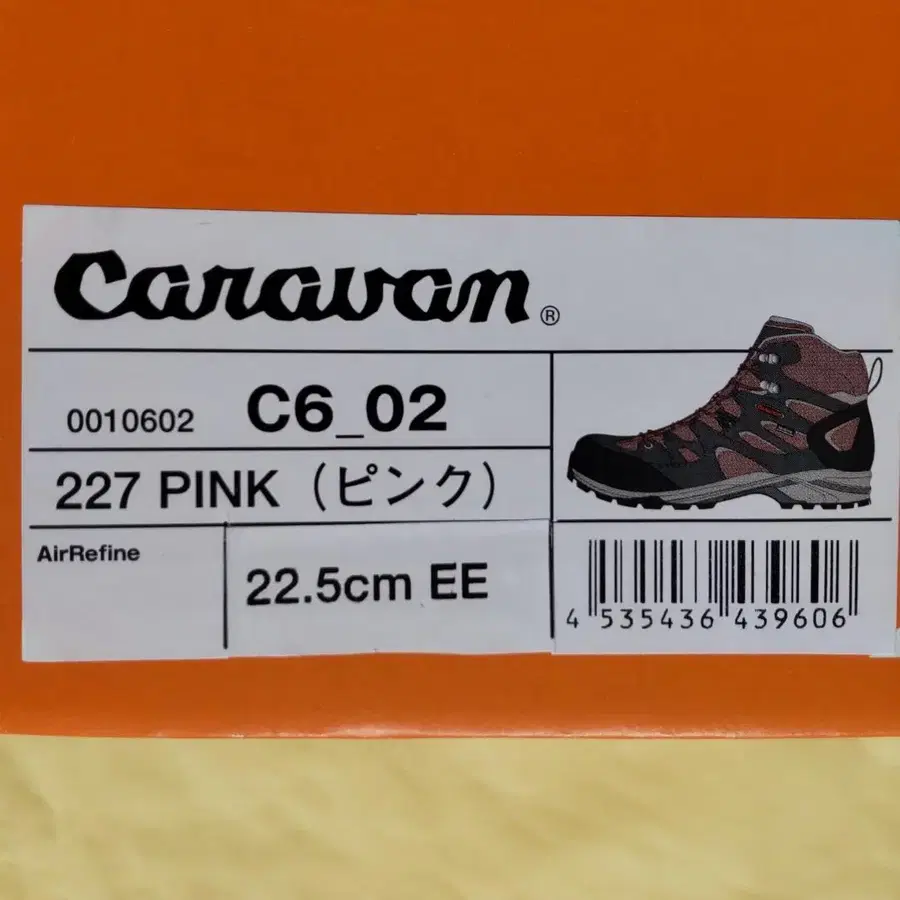 Caravan®
0010602 C6_02
227 PINK（ピンク）
AirRefine
22.5cm EE
4 535436 439606